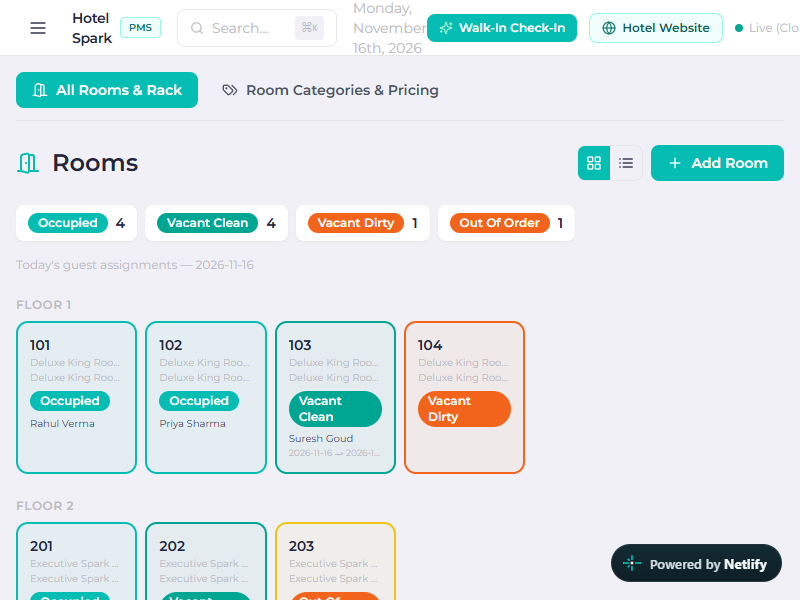 Hotel Spark
PMS
Search...
⌘K
Monday, November 16th, 2026
Walk-In Check-In
Hotel Website
Live (Clo
All Rooms & Rack
Room Categories & Pricing
Rooms
Add Room
Occupied 4
Vacant Clean 4
Vacant Dirty 1
Out Of Order 1
Today's guest assignments — 2026-11-16
FLOOR 1
101
Deluxe King Roo...
Deluxe King Roo...
Occupied
Rahul Verma
102
Deluxe King Roo...
Deluxe King Roo...
Occupied
Priya Sharma
103
Deluxe King Roo...
Deluxe King Roo...
Vacant Clean
Suresh Goud
2026-11-16 → 2026-1...
104
Deluxe King Roo...
Deluxe King Roo...
Vacant Dirty
FLOOR 2
201
Executive Spark ...
Executive Spark ...
Occupied
202
Executive Spark ...
Executive Spark ...
Vacant
203
Executive Spark ...
Executive Spark ...
Out Of
Powered by Netlify